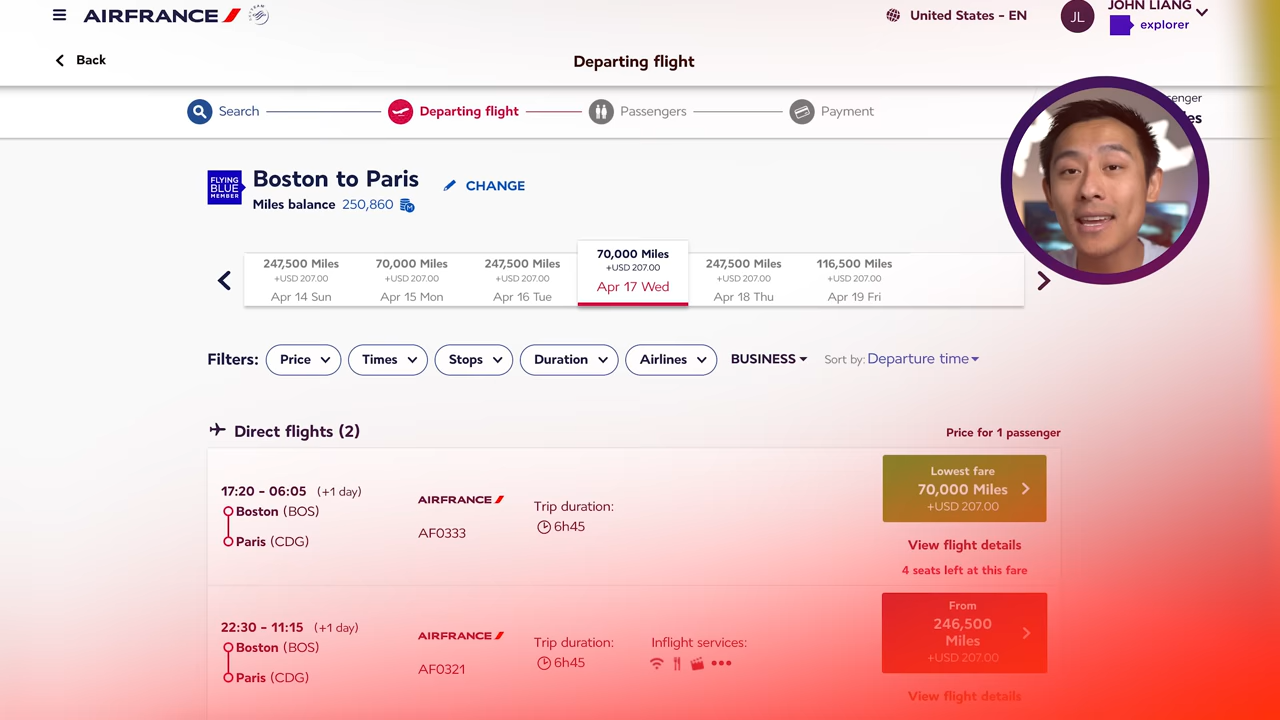 AIRFRANCE
United States - EN
JL
JOHN LIANG
explorer
Back
Departing flight
Search
Departing flight
Passengers
Payment
FLYING
BLUE
MEMBER
Boston to Paris
CHANGE
Miles balance 250,860
247,500 Miles
+USD 207.00
Apr 14 Sun
70,000 Miles
+USD 207.00
Apr 15 Mon
247,500 Miles
+USD 207.00
Apr 16 Tue
70,000 Miles
+USD 207.00
Apr 17 Wed
247,500 Miles
+USD 207.00
Apr 18 Thu
116,500 Miles
+USD 207.00
Apr 19 Fri
Filters:
Price
Times
Stops
Duration
Airlines
BUSINESS
Sort by: Departure time
Direct flights (2)
Price for 1 passenger
17:20 - 06:05 (+1 day)
Boston (BOS)
Paris (CDG)
AIRFRANCE
AF0333
Trip duration:
6h45
Lowest fare
70,000 Miles
+USD 207.00
View flight details
4 seats left at this fare
22:30 - 11:15 (+1 day)
Boston (BOS)
Paris (CDG)
AIRFRANCE
AF0321
Trip duration:
6h45
Inflight services:
From
246,500
Miles
+USD 207.00
View flight details